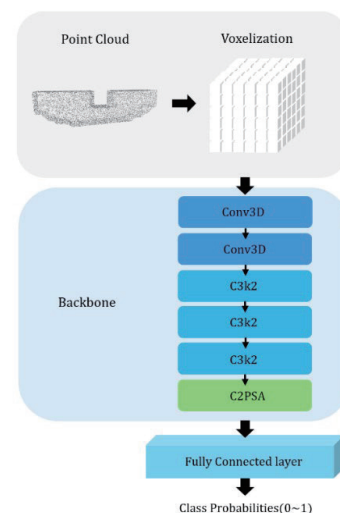 Point Cloud
Voxelization
Conv3D
Conv3D
C3k2
Backbone
C3k2
C3k2
C2PSA
Fully Connected layer
Class Probabilities(0~1)